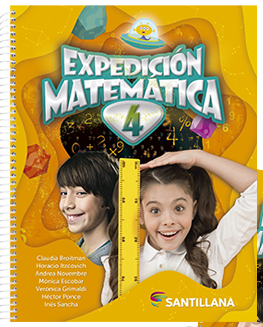 EXPEDICIÓN
MATEMÁTICA
4
Claudia Broitman
Horacio Itzcovich
Andrea Novembre
Mónica Escobar
Verónica Grimaldi
Héctor Ponce
Inés Sancha
SANTILLANA